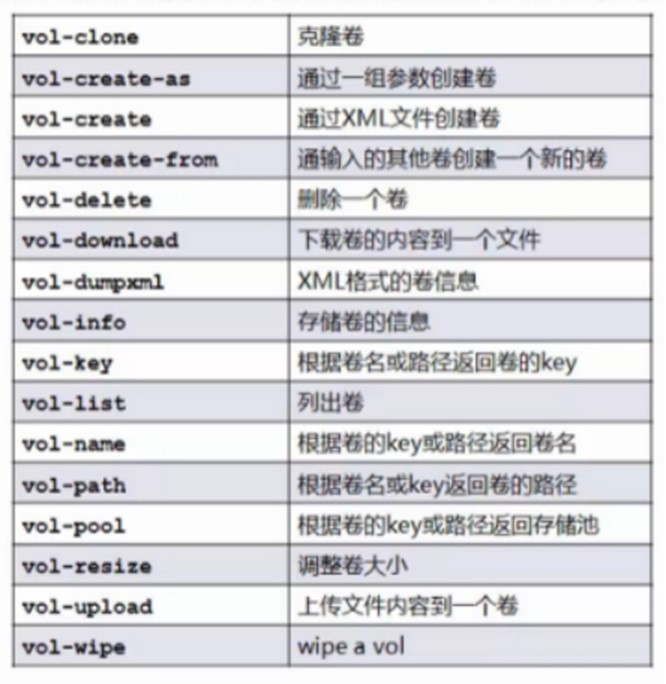 vol-clone 克隆卷
vol-create-as 通过一组参数创建卷
vol-create 通过XML文件创建卷
vol-create-from 通输入的其他卷创建一个新的卷
vol-delete 删除一个卷
vol-download 下载卷的内容到一个文件
vol-dumpxml XML格式的卷信息
vol-info 存储卷的信息
vol-key 根据卷名或路径返回卷的key
vol-list 列出卷
vol-name 根据卷的key或路径返回卷名
vol-path 根据卷名或key返回卷的路径
vol-pool 根据卷的key或路径返回存储池
vol-resize 调整卷大小
vol-upload 上传文件内容到一个卷
vol-wipe wipe a vol